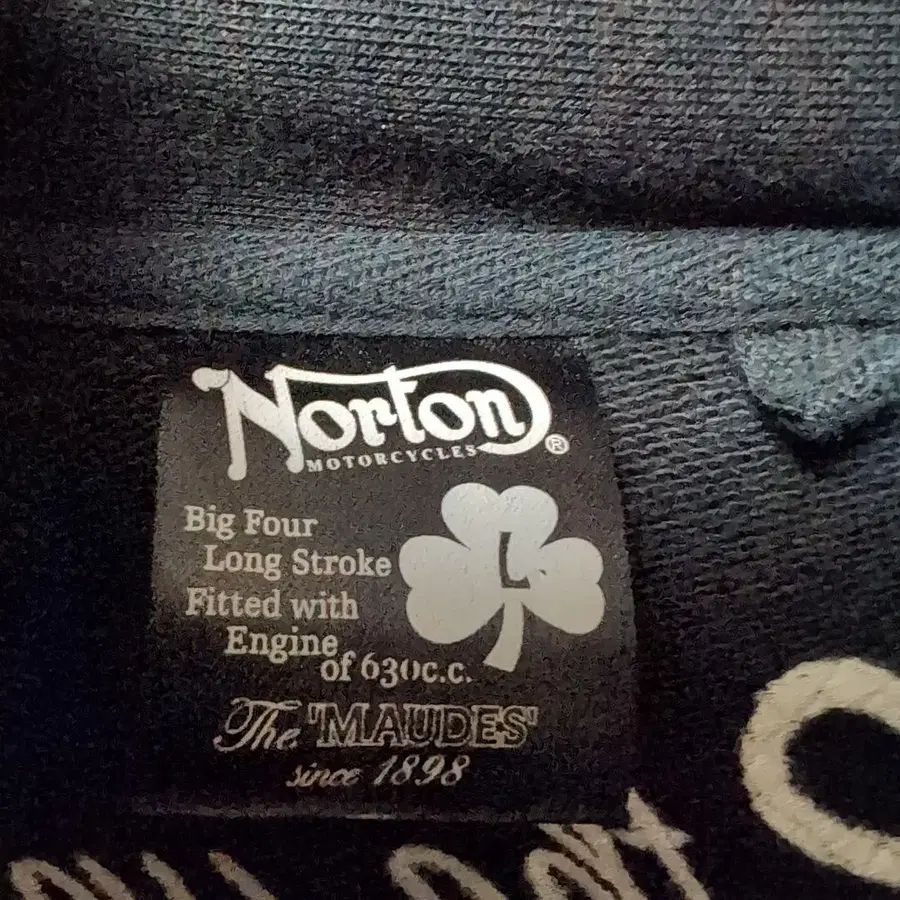 Norton®
MOTORCYCLES
Big Four
Long Stroke
Fitted with
Engine
of 630c.c.
L
The 'MAUDES'
since 1898